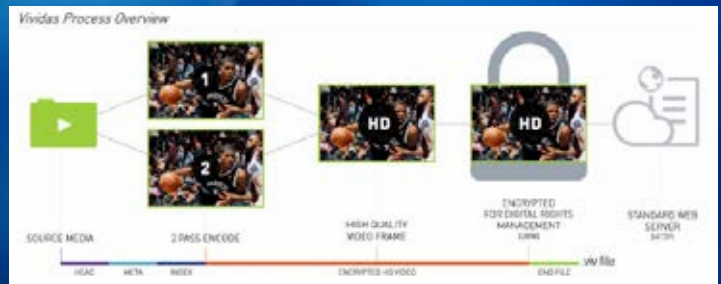 Vividas Process Overview
1
2
HD
HD
SOURCE MEDIA
2 PASS ENCODE
HIGH QUALITY
VIDEO FRAME
ENCRYPTED
FOR DIGITAL RIGHTS
MANAGEMENT
STANDARD WEB
SERVER
HEAD
META
INDEX
ENCRYPTED HD VIDEO
END FILE
.viv file